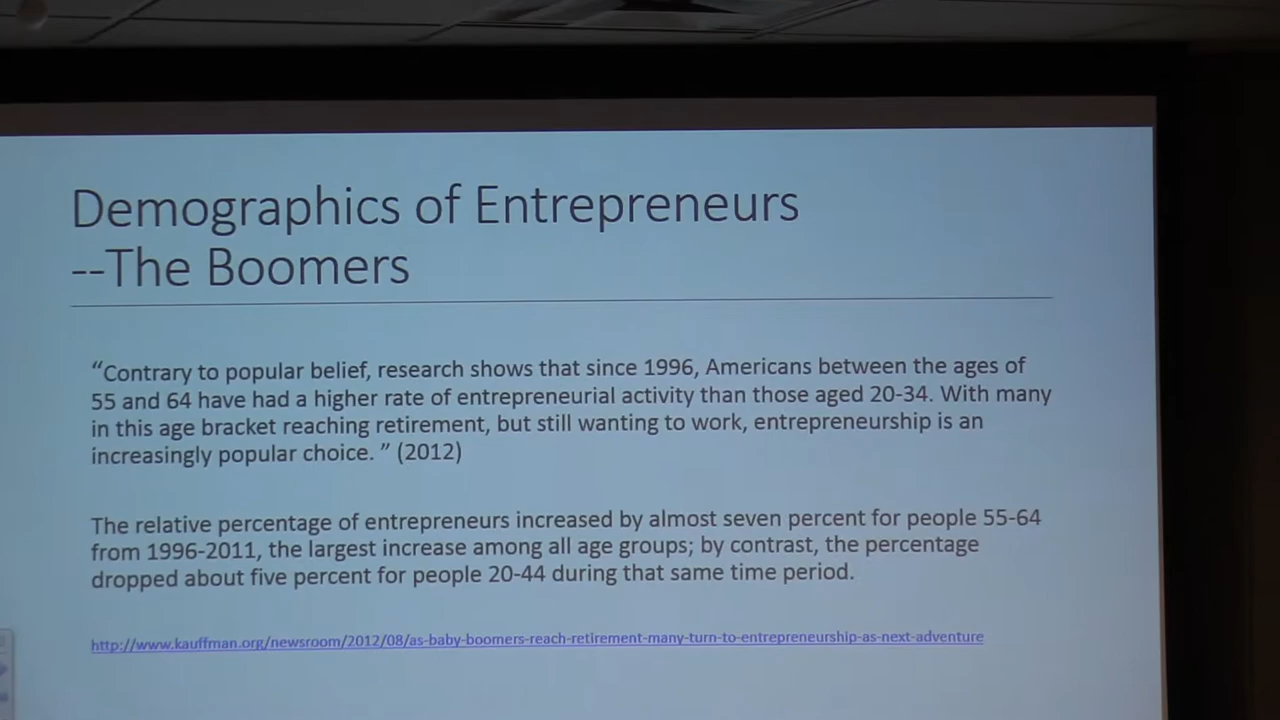 Demographics of Entrepreneurs
--The Boomers
“Contrary to popular belief, research shows that since 1996, Americans between the ages of
55 and 64 have had a higher rate of entrepreneurial activity than those aged 20-34. With many
in this age bracket reaching retirement, but still wanting to work, entrepreneurship is an
increasingly popular choice. ” (2012)
The relative percentage of entrepreneurs increased by almost seven percent for people 55-64
from 1996-2011, the largest increase among all age groups; by contrast, the percentage
dropped about five percent for people 20-44 during that same time period.
http://www.kauffman.org/newsroom/2012/08/as-baby-boomers-reach-retirement-many-turn-to-entrepreneurship-as-next-adventure